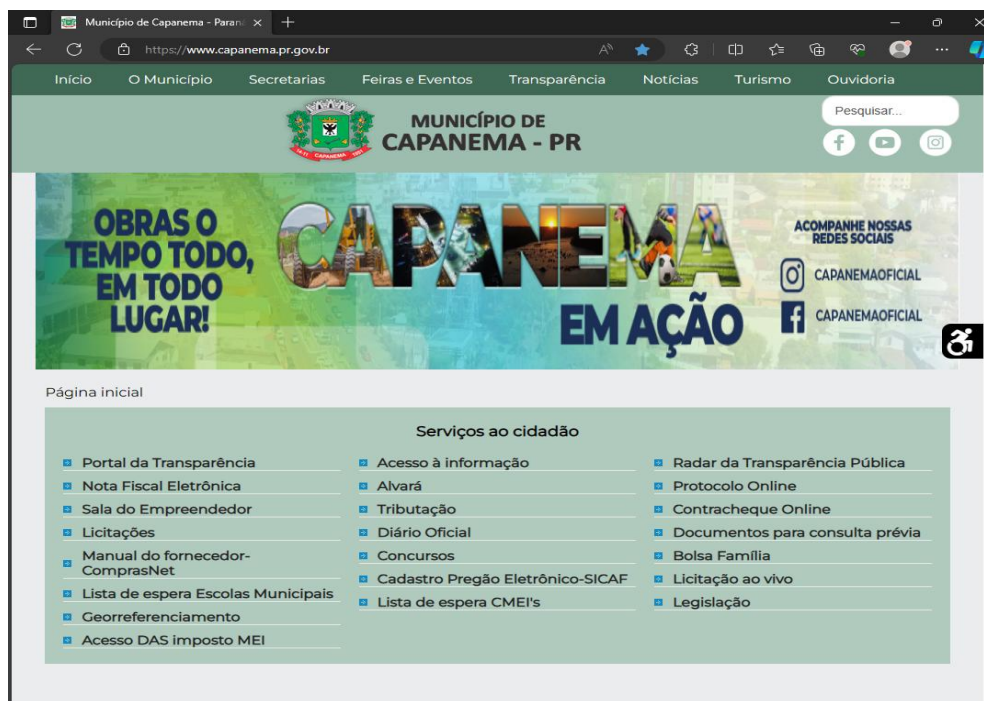 Município de Capanema - Paran
https://www.capanema.pr.gov.br
Início O Município Secretarias Feiras e Eventos Transparência Notícias Turismo Ouvidoria
MUNICÍPIO DE
CAPANEMA - PR
Pesquisar...
CAPANEMA
OBRAS O
TEMPO TODO,
EM TODO
LUGAR!
CAPANEMA
EM AÇÃO
ACOMPANHE NOSSAS
REDES SOCIAIS
CAPANEMAOFICIAL
CAPANEMAOFICIAL
Página inicial
Serviços ao cidadão
Portal da Transparência
Nota Fiscal Eletrônica
Sala do Empreendedor
Licitações
Manual do fornecedor-
ComprasNet
Lista de espera Escolas Municipais
Georreferenciamento
Acesso DAS imposto MEI
Acesso à informação
Alvará
Tributação
Diário Oficial
Concursos
Cadastro Pregão Eletrônico-SICAF
Lista de espera CMEI's
Radar da Transparência Pública
Protocolo Online
Contracheque Online
Documentos para consulta prévia
Bolsa Família
Licitação ao vivo
Legislação